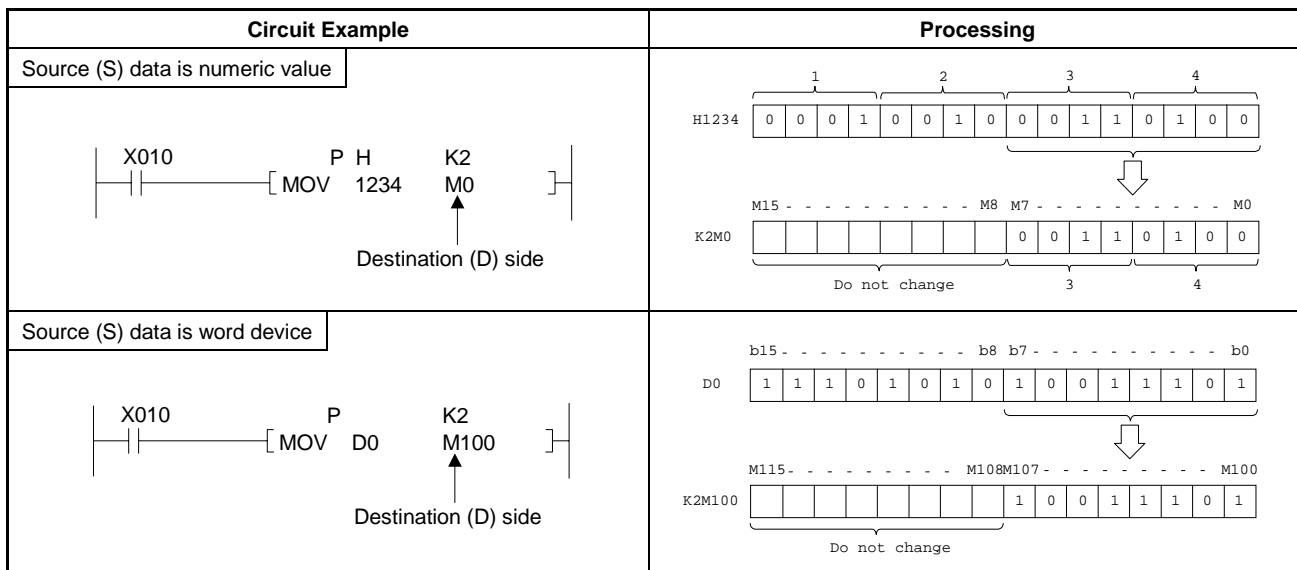 Circuit Example
Processing
Source (S) data is numeric value
X010 P H K2
MOV 1234 M0
Destination (D) side
1 2 3 4
H1234 0 0 0 1 0 0 1 0 0 0 1 1 0 1 0 0
M15 - - - - - - - - - - M8 M7 - - - - - - - - - - M0
K2M0 0 0 1 1 0 1 0 0
Do not change 3 4
Source (S) data is word device
X010 P K2
MOV D0 M100
Destination (D) side
b15 - - - - - - - - - - b8 b7 - - - - - - - - - - b0
D0 1 1 1 0 1 0 1 0 1 0 0 1 1 1 0 1
M115 - - - - - - - - - M108M107 - - - - - - - - - M100
K2M100 1 0 0 1 1 1 0 1
Do not change